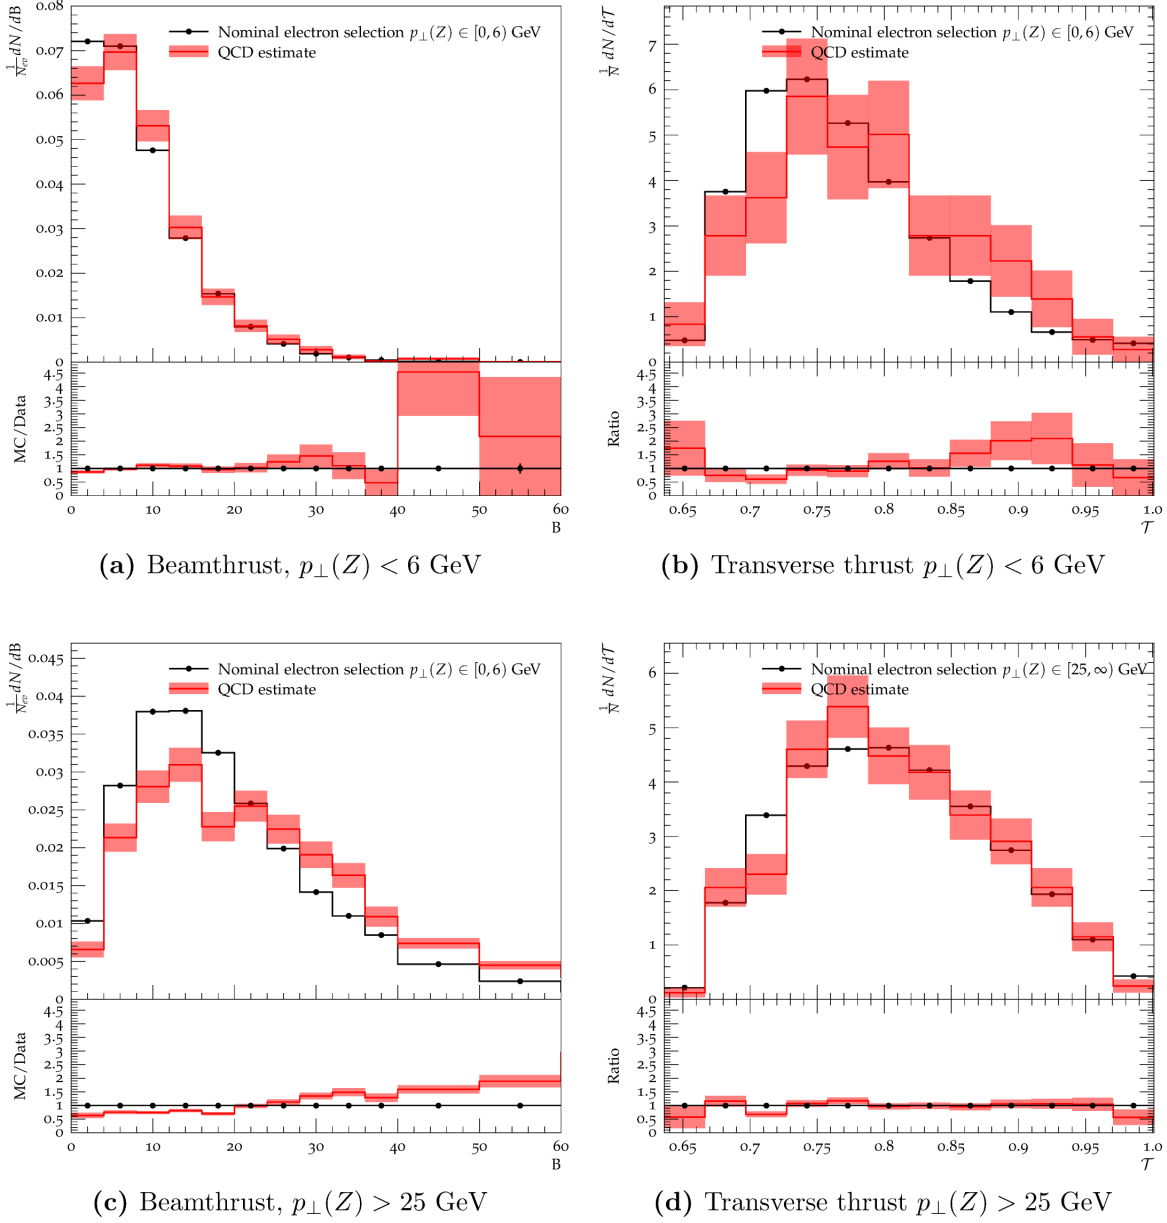 0.08
0.07
0.06
0.05
0.04
0.03
0.02
0.01
0
1/N_ev dN/dB
Nominal electron selection p⊥(Z) ∈ [0, 6) GeV
QCD estimate
4.5
4
3.5
3
2.5
2
1.5
1
0.5
0
MC/Data
0 10 20 30 40 50 60
B
(a) Beamthrust, p⊥(Z) < 6 GeV
7
6
5
4
3
2
1
0
1/N dN/dT
Nominal electron selection p⊥(Z) ∈ [0, 6) GeV
QCD estimate
4.5
4
3.5
3
2.5
2
1.5
1
0.5
0
Ratio
0.65 0.7 0.75 0.8 0.85 0.9 0.95 1.0
T
(b) Transverse thrust p⊥(Z) < 6 GeV
0.045
0.04
0.035
0.03
0.025
0.02
0.015
0.01
0.005
0
1/N_ev dN/dB
Nominal electron selection p⊥(Z) ∈ [0, 6) GeV
QCD estimate
4.5
4
3.5
3
2.5
2
1.5
1
0.5
0
MC/Data
0 10 20 30 40 50 60
B
(c) Beamthrust, p⊥(Z) > 25 GeV
6
5
4
3
2
1
0
1/N dN/dT
Nominal electron selection p⊥(Z) ∈ [25, ∞) GeV
QCD estimate
4.5
4
3.5
3
2.5
2
1.5
1
0.5
0
Ratio
0.65 0.7 0.75 0.8 0.85 0.9 0.95 1.0
T
(d) Transverse thrust p⊥(Z) > 25 GeV